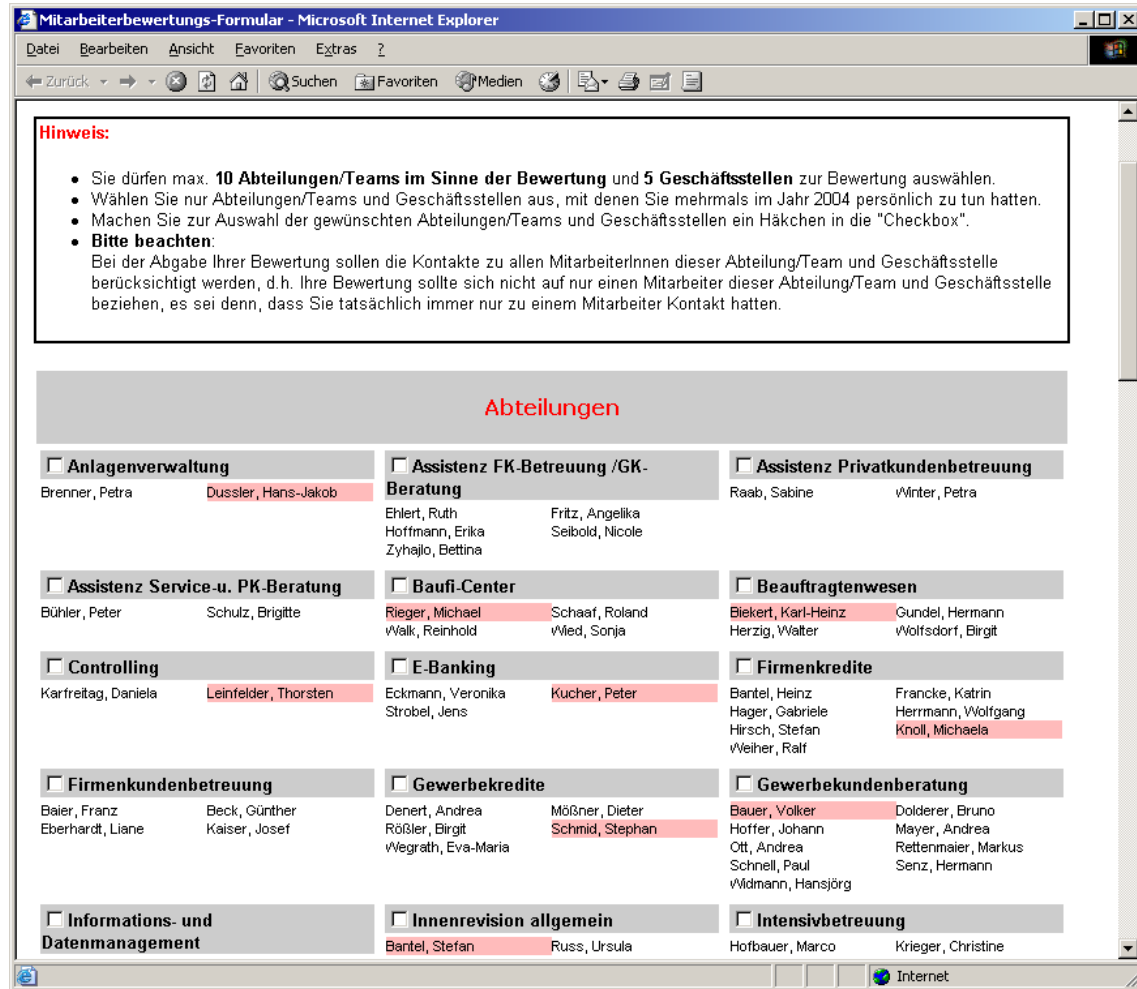 Mitarbeiterbewertungs-Formular - Microsoft Internet Explorer
Datei Bearbeiten Ansicht Favoriten Extras ?
Zurück Suchen Favoriten Medien
Hinweis:
Sie dürfen max. 10 Abteilungen/Teams im Sinne der Bewertung und 5 Geschäftsstellen zur Bewertung auswählen.
Wählen Sie nur Abteilungen/Teams und Geschäftsstellen aus, mit denen Sie mehrmals im Jahr 2004 persönlich zu tun hatten.
Machen Sie zur Auswahl der gewünschten Abteilungen/Teams und Geschäftsstellen ein Häkchen in die "Checkbox".
Bitte beachten:
Bei der Abgabe Ihrer Bewertung sollen die Kontakte zu allen MitarbeiterInnen dieser Abteilung/Team und Geschäftsstelle
berücksichtigt werden, d.h. Ihre Bewertung sollte sich nicht auf nur einen Mitarbeiter dieser Abteilung/Team und Geschäftsstelle
beziehen, es sei denn, dass Sie tatsächlich immer nur zu einem Mitarbeiter Kontakt hatten.
Abteilungen
Anlagenverwaltung
Brenner, Petra Dussler, Hans-Jakob
Assistenz FK-Betreuung /GK-
Beratung
Ehlert, Ruth Fritz, Angelika
Hoffmann, Erika Seibold, Nicole
Zyhajlo, Bettina
Assistenz Privatkundenbetreuung
Raab, Sabine Winter, Petra
Assistenz Service-u. PK-Beratung
Bühler, Peter Schulz, Brigitte
Baufi-Center
Rieger, Michael Schaaf, Roland
Walk, Reinhold Wied, Sonja
Beauftragtenwesen
Biekert, Karl-Heinz Gundel, Hermann
Herzig, Walter Wolfsdorf, Birgit
Controlling
Karfreitag, Daniela Leinfelder, Thorsten
E-Banking
Eckmann, Veronika Kucher, Peter
Strobel, Jens
Firmenkredite
Bantel, Heinz Francke, Katrin
Hager, Gabriele Herrmann, Wolfgang
Hirsch, Stefan Knoll, Michaela
Weiher, Ralf
Firmenkundenbetreuung
Baier, Franz Beck, Günther
Eberhardt, Liane Kaiser, Josef
Gewerbekredite
Denert, Andrea Mößner, Dieter
Rößler, Birgit Schmid, Stephan
Wegrath, Eva-Maria
Gewerbekundenberatung
Bauer, Volker Dolderer, Bruno
Hoffer, Johann Mayer, Andrea
Ott, Andrea Rettenmaier, Markus
Schnell, Paul Senz, Hermann
Widmann, Hansjörg
Informations- und
Datenmanagement
Innenrevision allgemein
Bantel, Stefan Russ, Ursula
Intensivbetreuung
Hofbauer, Marco Krieger, Christine
Internet